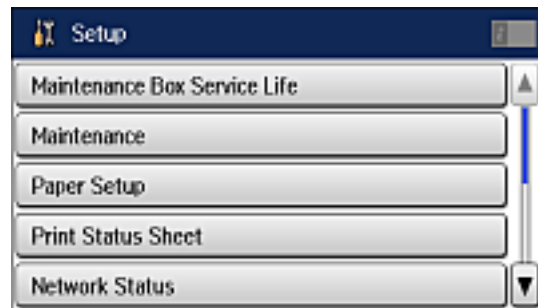 Setup
Maintenance Box Service Life
Maintenance
Paper Setup
Print Status Sheet
Network Status